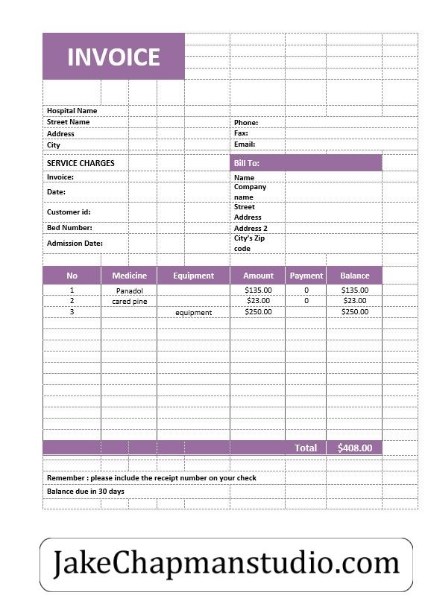 INVOICE
Hospital Name
Street Name Phone:
Address Fax:
City Email:
SERVICE CHARGES Bill To:
Invoice: Name
Date: Company name
Customer id: Street Address
Bed Number: Address 2
Admission Date: City's Zip code
No Medicine Equipment Amount Payment Balance
1 Panadol $135.00 0 $135.00
2 cared pine $23.00 0 $23.00
3 equipment $250.00 $250.00
Total $408.00
Remember : please include the receipt number on your check
Balance due in 30 days
JakeChapmanstudio.com